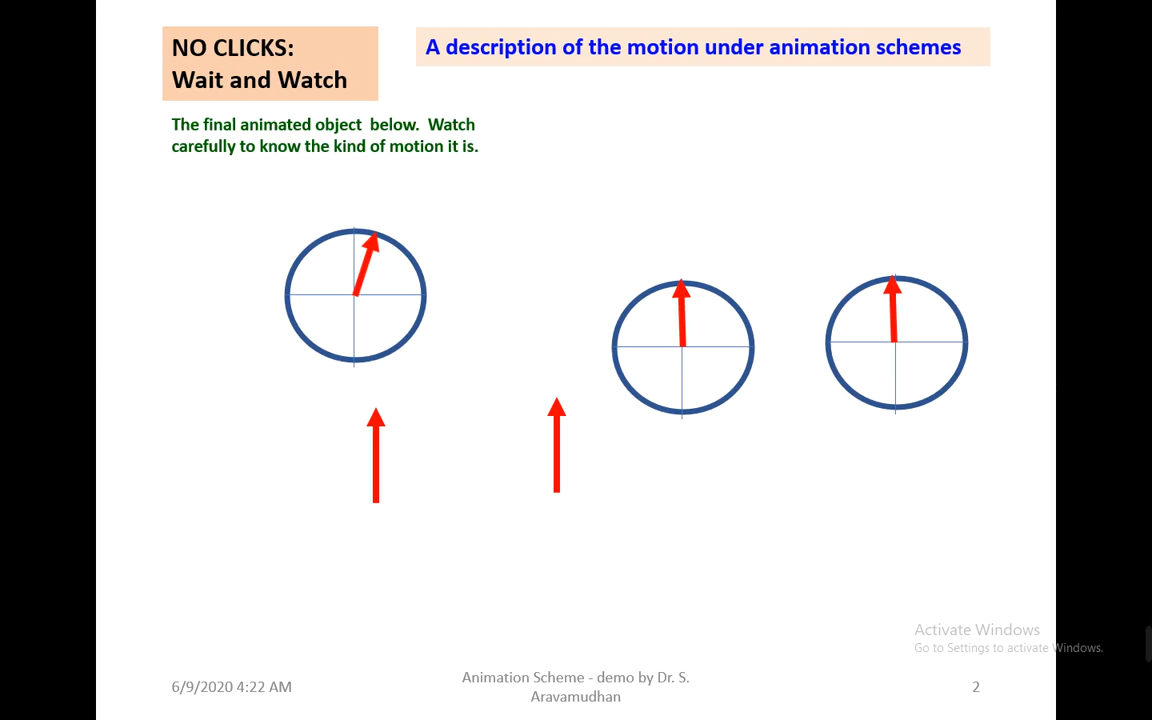 NO CLICKS:
Wait and Watch
A description of the motion under animation schemes
The final animated object below. Watch
carefully to know the kind of motion it is.
Activate Windows
Go to Settings to activate Windows.
6/9/2020 4:22 AM
Animation Scheme - demo by Dr. S.
Aravamudhan
2